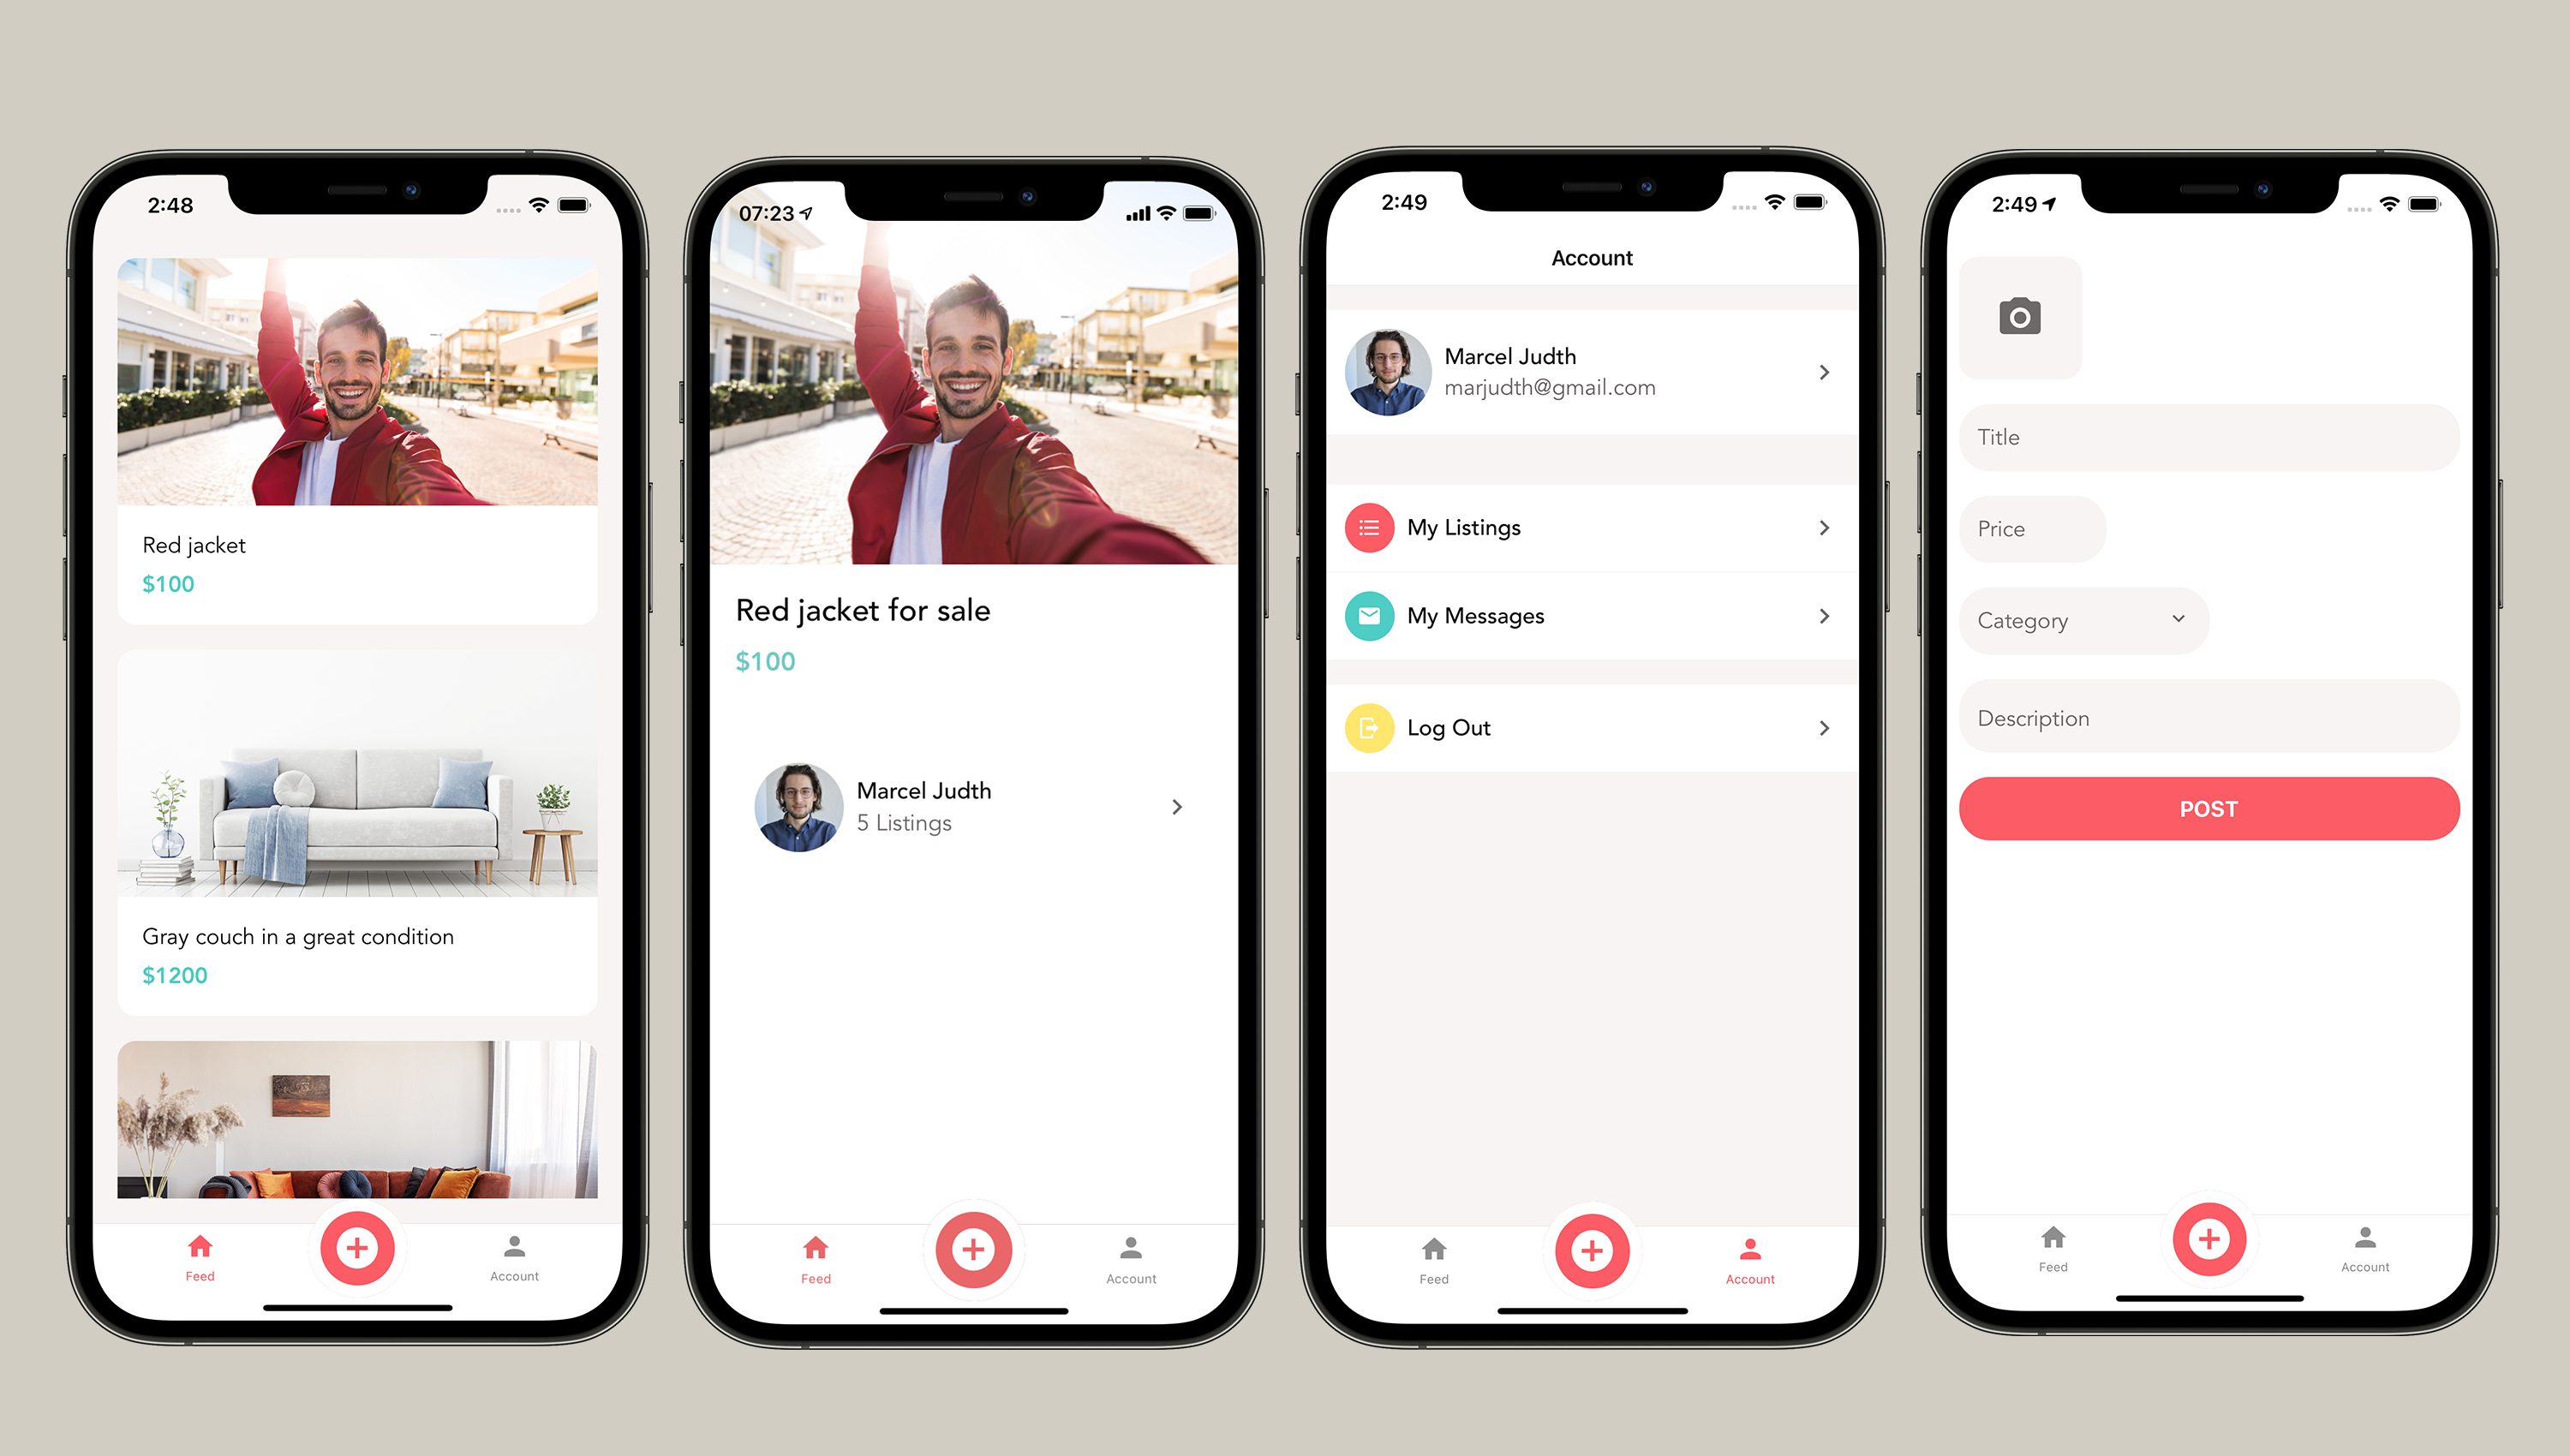 2:48
Red jacket
$100
Gray couch in a great condition
$1200
Feed
Account
07:23
Red jacket for sale
$100
Marcel Judth
5 Listings
Feed
Account
2:49
Account
Marcel Judth
marjudth@gmail.com
My Listings
My Messages
Log Out
Feed
Account
2:49
Title
Price
Category
Description
POST
Feed
Account